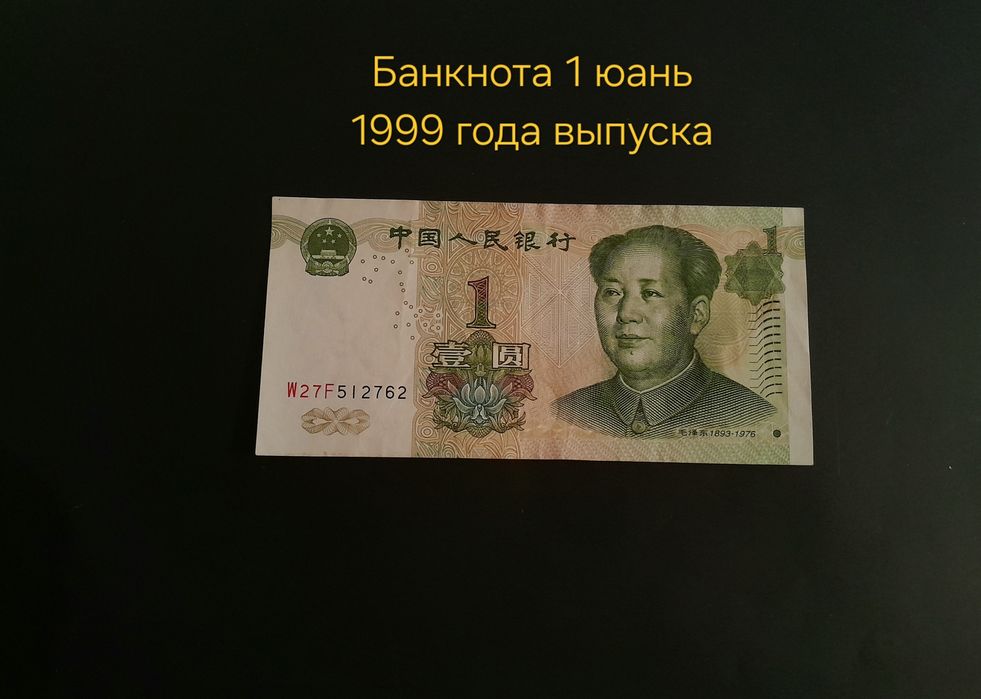 Банкнота 1 юань
1999 года выпуска
中国人民银行
1
1
壹 圆
W27F512762
毛泽东1893-1976